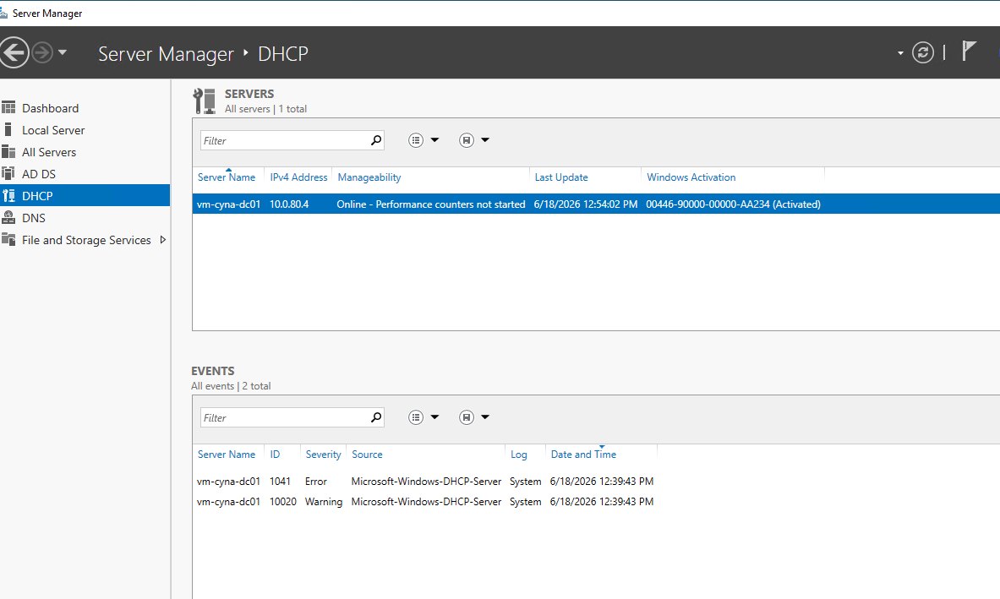 Server Manager
Server Manager ‣ DHCP
Dashboard
Local Server
All Servers
AD DS
DHCP
DNS
File and Storage Services
SERVERS
All servers | 1 total
Filter
Server Name IPv4 Address Manageability Last Update Windows Activation
vm-cyna-dc01 10.0.80.4 Online - Performance counters not started 6/18/2026 12:54:02 PM 00446-90000-00000-AA234 (Activated)
EVENTS
All events | 2 total
Filter
Server Name ID Severity Source Log Date and Time
vm-cyna-dc01 1041 Error Microsoft-Windows-DHCP-Server System 6/18/2026 12:39:43 PM
vm-cyna-dc01 10020 Warning Microsoft-Windows-DHCP-Server System 6/18/2026 12:39:43 PM